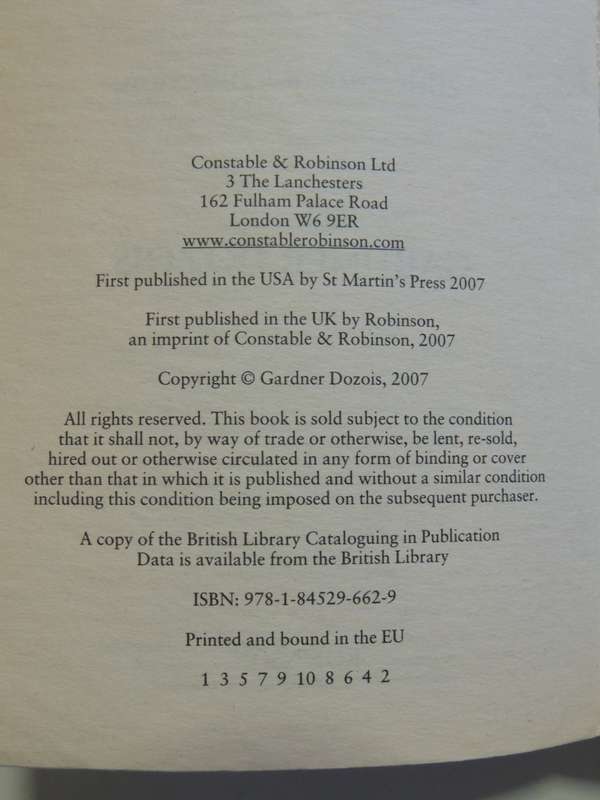 Constable & Robinson Ltd
3 The Lanchesters
162 Fulham Palace Road
London W6 9ER
www.constablerobinson.com
First published in the USA by St Martin's Press 2007
First published in the UK by Robinson,
an imprint of Constable & Robinson, 2007
Copyright © Gardner Dozois, 2007
All rights reserved. This book is sold subject to the condition
that it shall not, by way of trade or otherwise, be lent, re-sold,
hired out or otherwise circulated in any form of binding or cover
other than that in which it is published and without a similar condition
including this condition being imposed on the subsequent purchaser.
A copy of the British Library Cataloguing in Publication
Data is available from the British Library
ISBN: 978-1-84529-662-9
Printed and bound in the EU
1 3 5 7 9 10 8 6 4 2